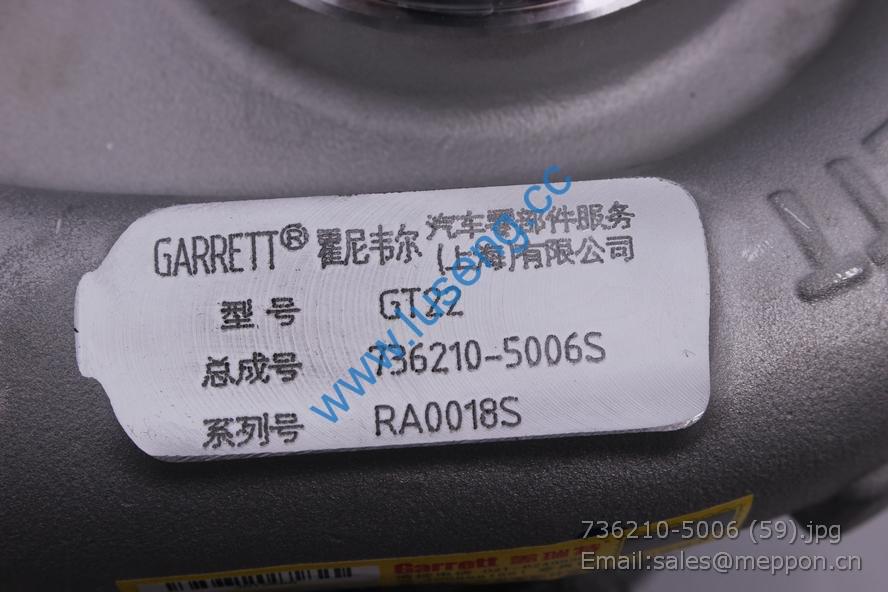 GARRETT® 霍尼韦尔 汽车零部件服务
(上海)有限公司
型号 GT22
总成号 736210-5006S
系列号 RA0018S
www.luseng.cc
736210-5006 (59).jpg
Garrett
Email:sales@meppon.cn